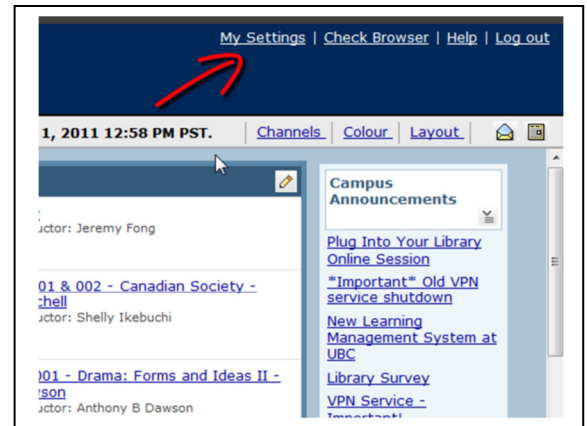 My Settings | Check Browser | Help | Log out
1, 2011 12:58 PM PST. | Channels | Colour | Layout |
uctor: Jeremy Fong
01 & 002 - Canadian Society -
chell
uctor: Shelly Ikebuchi
001 - Drama: Forms and Ideas II -
son
uctor: Anthony B Dawson
Campus
Announcements
Plug Into Your Library
Online Session
*Important* Old VPN
service shutdown
New Learning
Management System at
UBC
Library Survey
VPN Service -
Important!